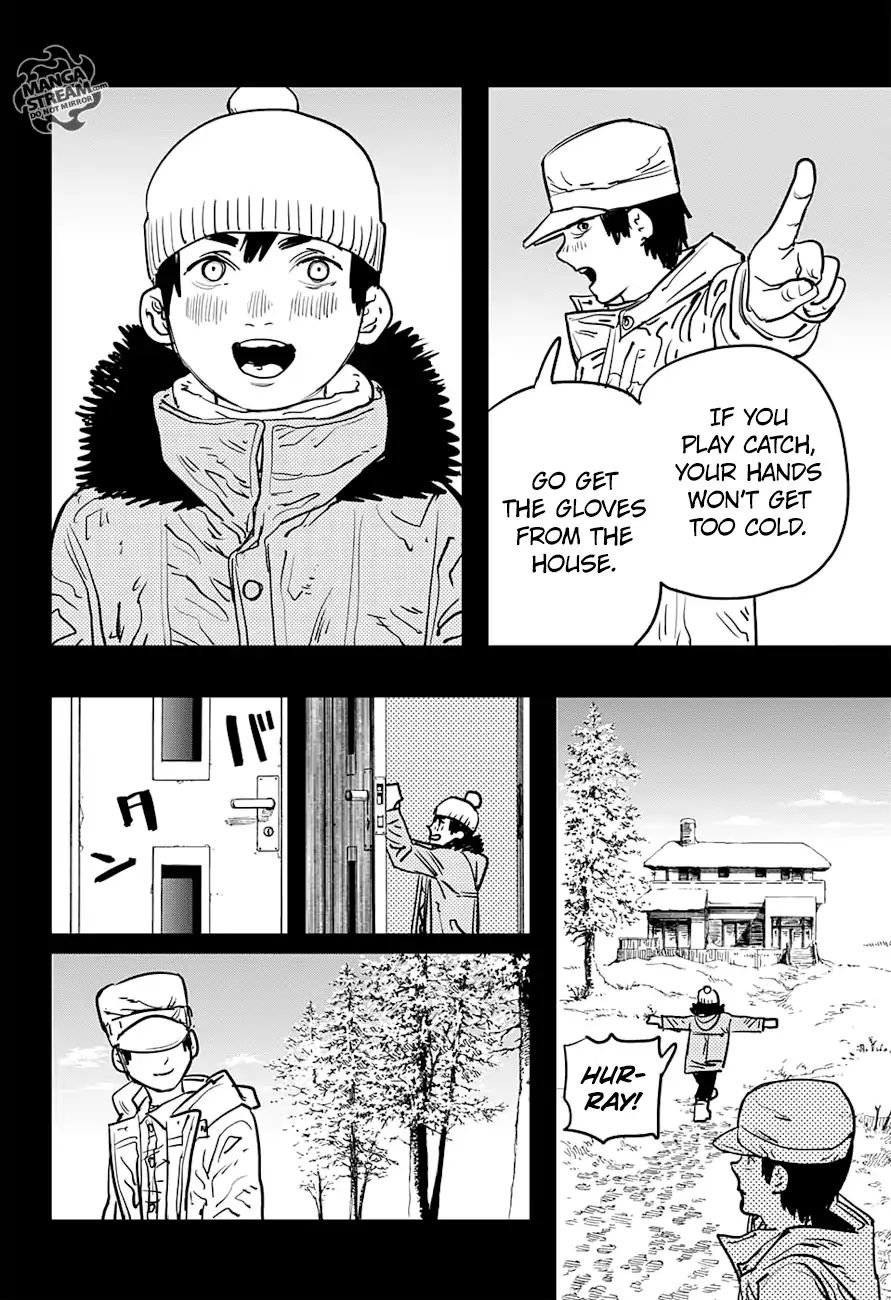 MANGA
STREAM.com
DO NOT MIRROR
IF YOU
PLAY CATCH,
YOUR HANDS
WON'T GET
TOO COLD.
GO GET
THE GLOVES
FROM THE
HOUSE.
HUR-
RAY!
バタンッ